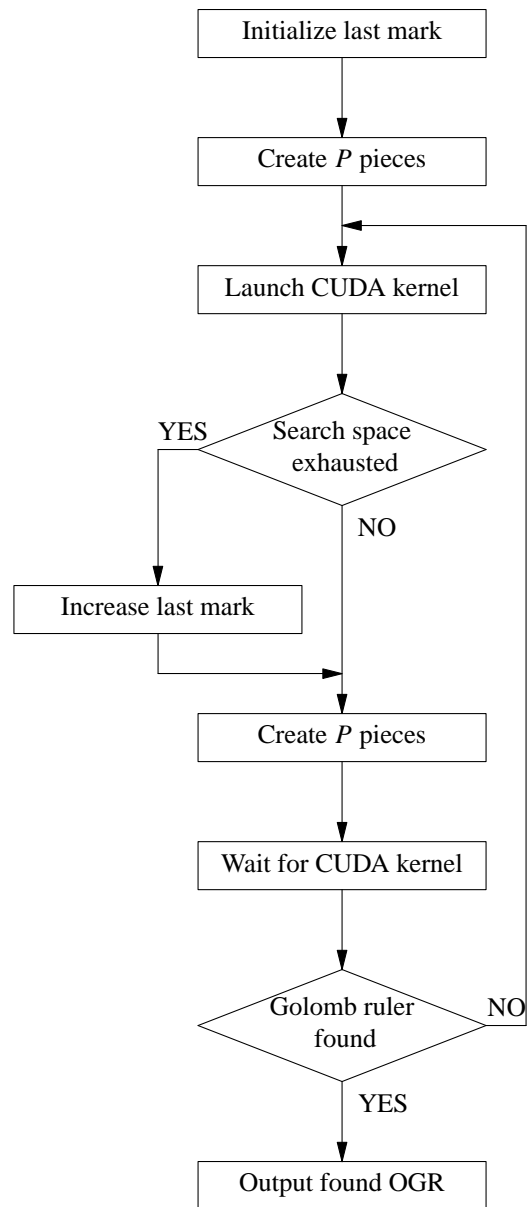 Initialize last mark
Create P pieces
Launch CUDA kernel
YES
Search space
exhausted
NO
Increase last mark
Create P pieces
Wait for CUDA kernel
Golomb ruler
found
NO
YES
Output found OGR